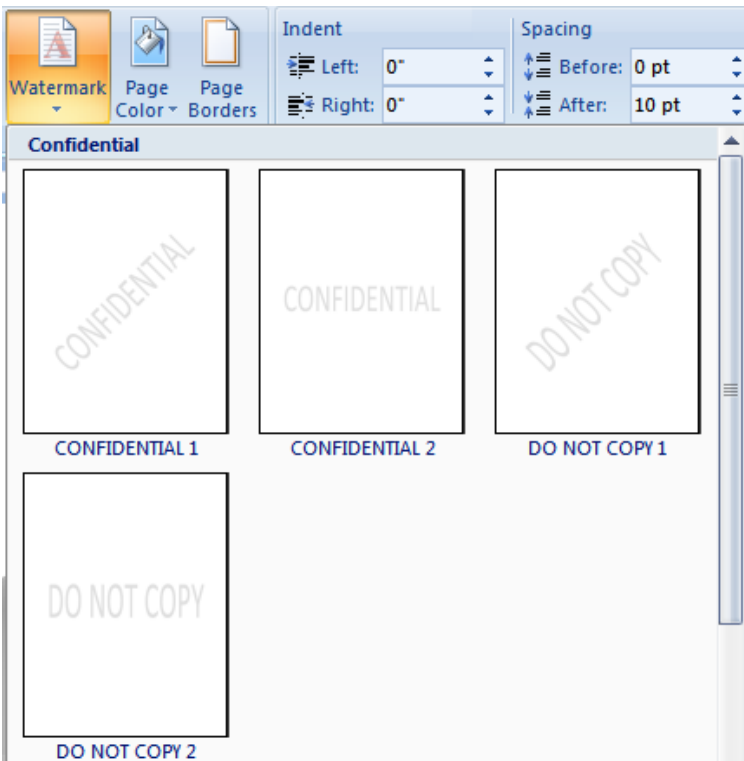 Indent
Spacing
Watermark
Page Color
Page Borders
Left: 0"
Before: 0 pt
Right: 0"
After: 10 pt
Confidential
CONFIDENTIAL
CONFIDENTIAL
DO NOT COPY
CONFIDENTIAL 1
CONFIDENTIAL 2
DO NOT COPY 1
DO NOT COPY
DO NOT COPY 2